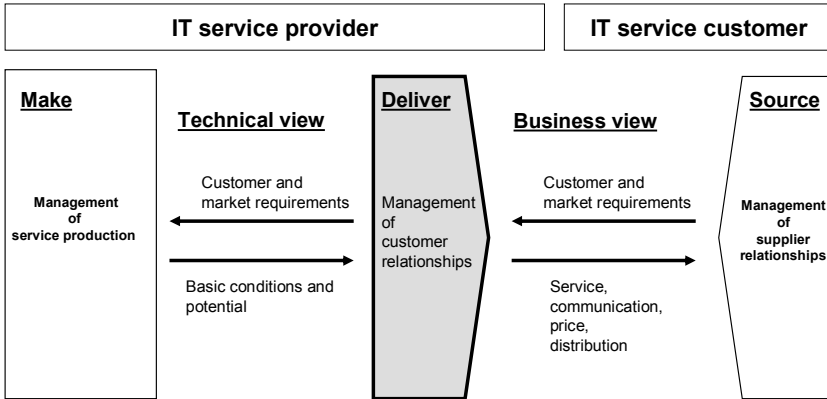 IT service provider
IT service customer
Make
Management
of
service production
Technical view
Customer and
market requirements
Basic conditions and
potential
Deliver
Management
of
customer
relationships
Business view
Customer and
market requirements
Service,
communication,
price,
distribution
Source
Management
of
supplier
relationships